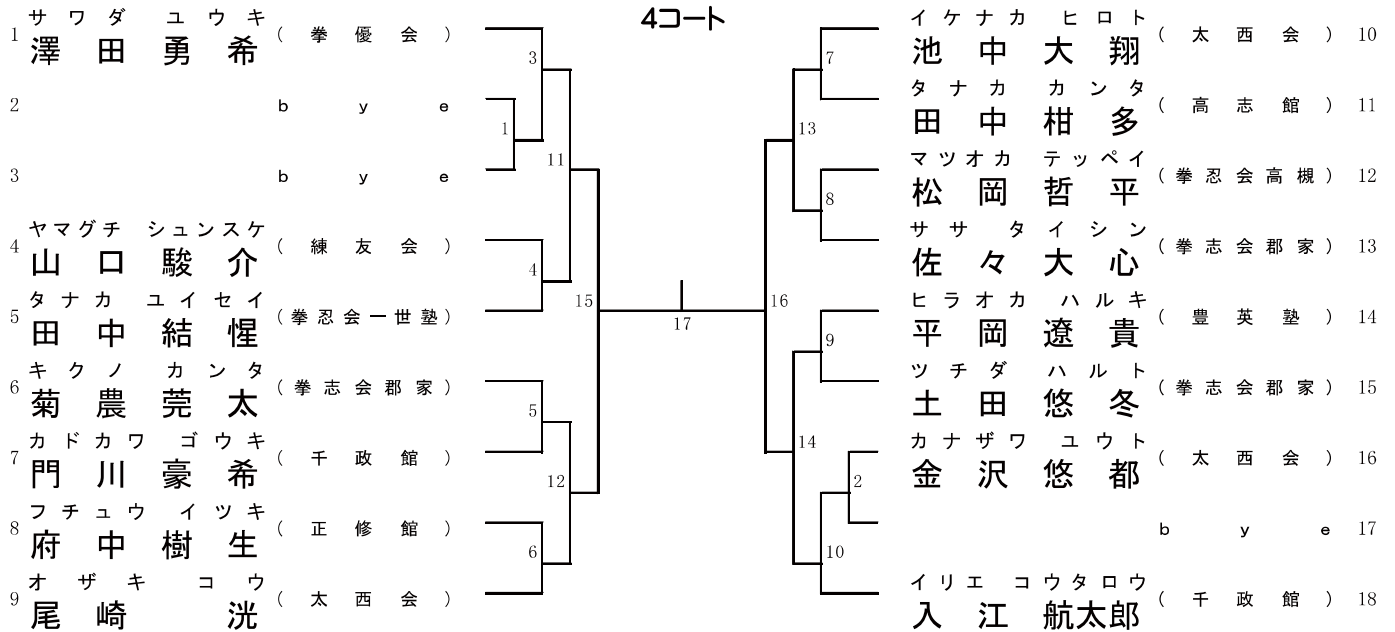 4コート
サワダ ユウキ
1 澤田勇希 (拳優会)
2 bye
3 bye
ヤマグチ シュンスケ
4 山口駿介 (練友会)
タナカ ユイセイ
5 田中結惺 (拳忍会一世塾)
キクノ カンタ
6 菊農莞太 (拳志会郡家)
カドカワ ゴウキ
7 門川豪希 (千政館)
フチュウ イツキ
8 府中樹生 (正修館)
オザキ コウ
9 尾崎 洸 (太西会)
3
1
11
4
15
5
12
6
17
7
13
8
16
9
14
2
10
イケナカ ヒロト
池中大翔 (太西会) 10
タナカ カンタ
田中柑多 (高志館) 11
マツオカ テッペイ
松岡哲平 (拳忍会高槻) 12
ササ タイシン
佐々大心 (拳志会郡家) 13
ヒラオカ ハルキ
平岡遼貴 (豊英塾) 14
ツチダ ハルト
土田悠冬 (拳志会郡家) 15
カナザワ ユウト
金沢悠都 (太西会) 16
bye 17
イリエ コウタロウ
入江航太郎 (千政館) 18